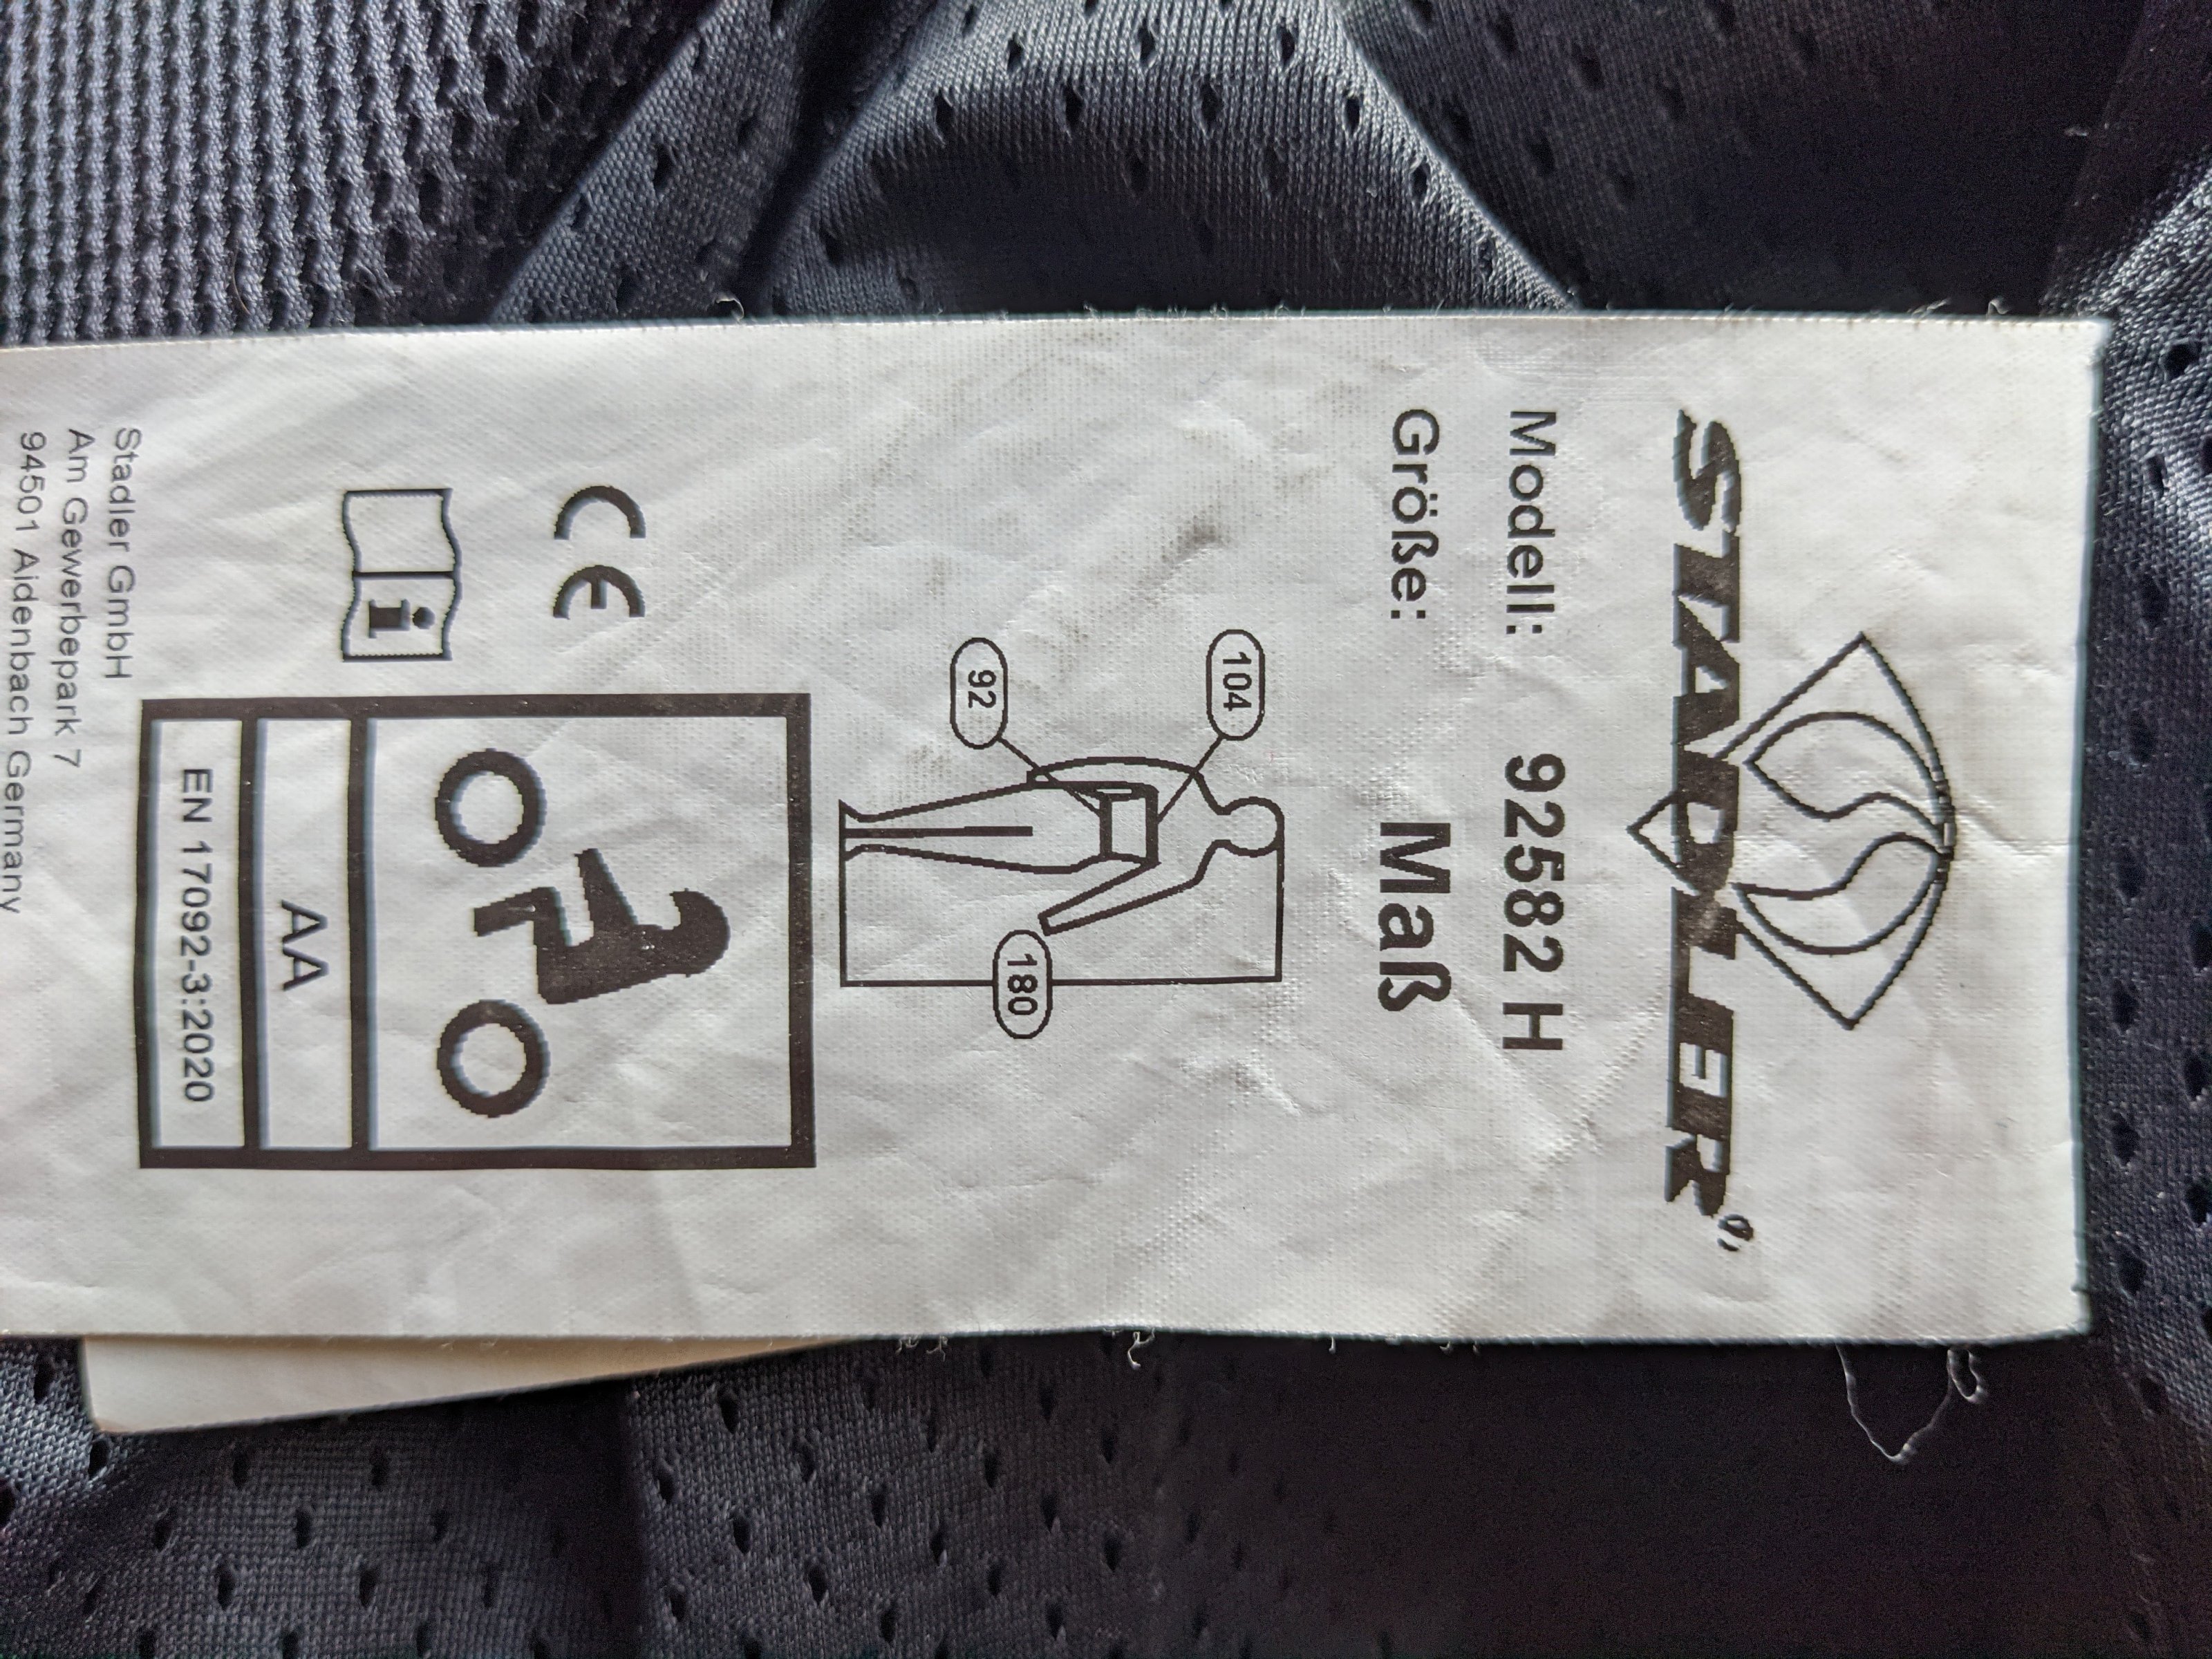 STADLER®
Modell: 92582 H
Größe: Maß
104
92
180
CE
i
AA
EN 17092-3:2020
Stadler GmbH
Am Gewerbepark 7
94501 Aidenbach Germany